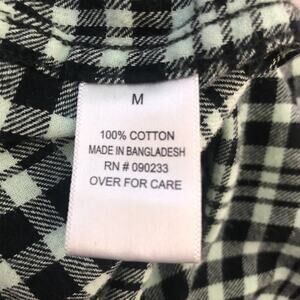 M
100% COTTON
MADE IN BANGLADESH
RN # 090233
OVER FOR CARE